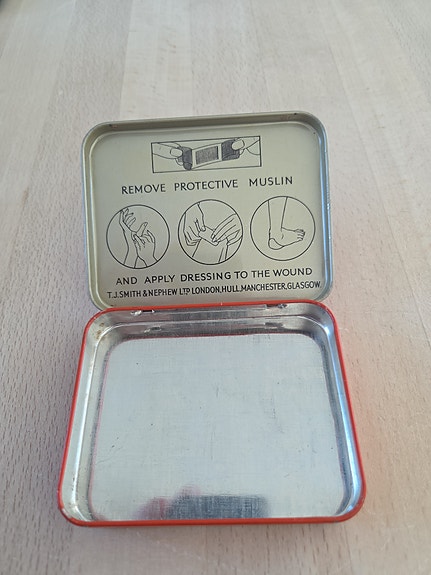 REMOVE PROTECTIVE MUSLIN
AND APPLY DRESSING TO THE WOUND
T.J.SMITH & NEPHEW LTD LONDON,HULL,MANCHESTER,GLASGOW.